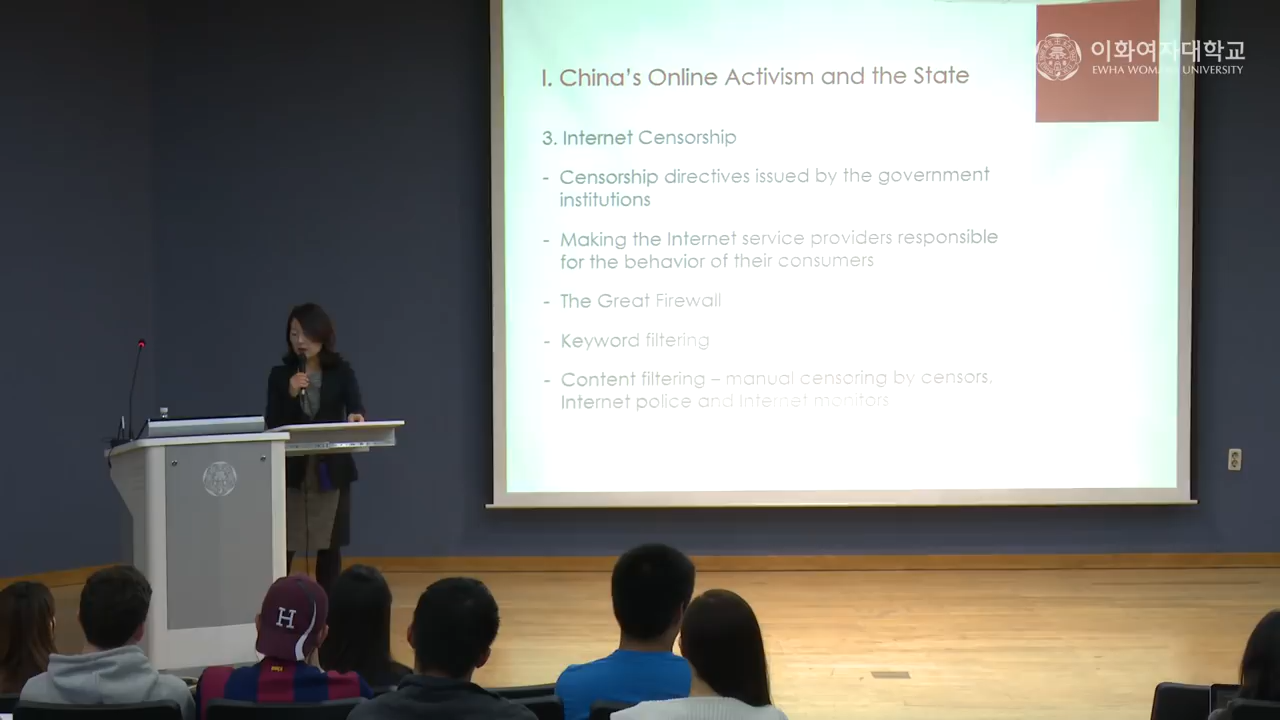 이화여자대학교
EWHA WOMANS UNIVERSITY
I. China's Online Activism and the State
3. Internet Censorship
- Censorship directives issued by the government
institutions
- Making the Internet service providers responsible
for the behavior of their consumers
- The Great Firewall
- Keyword filtering
- Content filtering – manual censoring by censors,
Internet police and Internet monitors
H